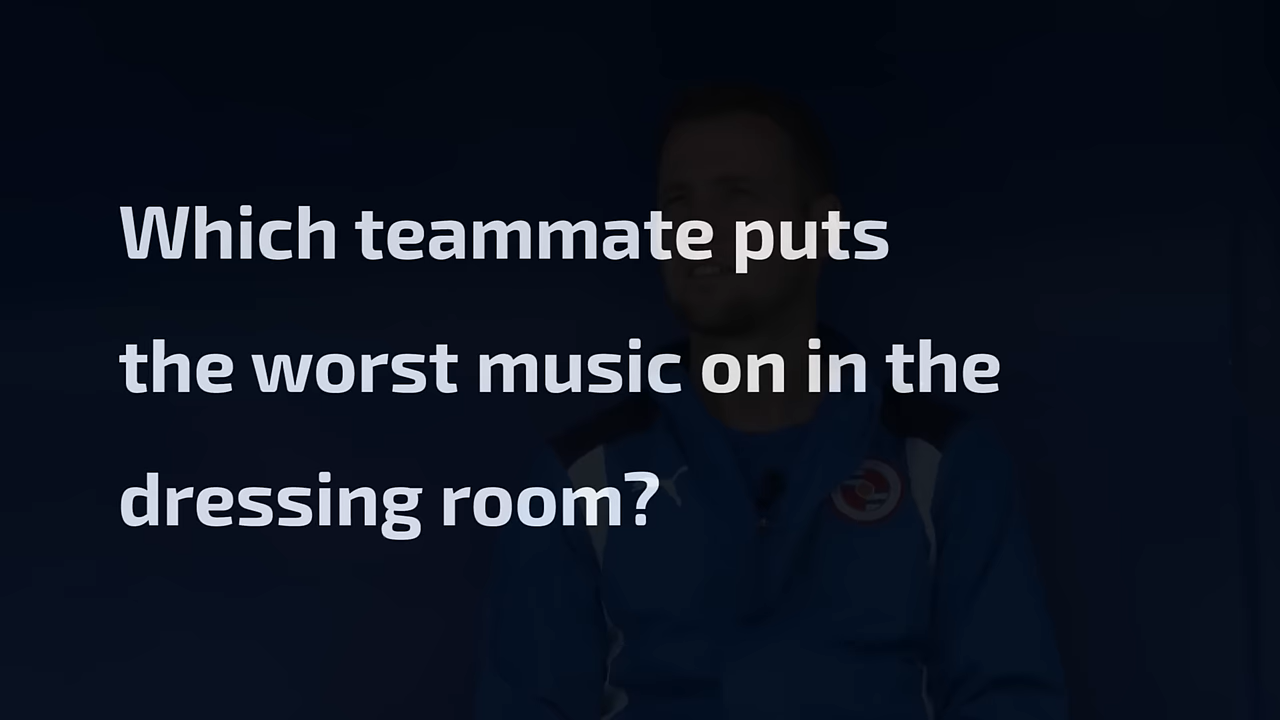 Which teammate puts
the worst music on in the
dressing room?